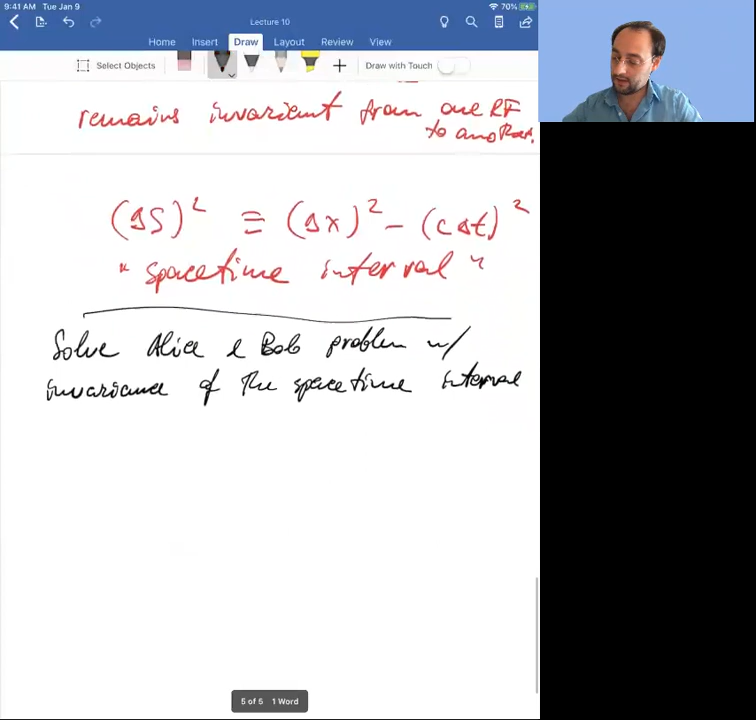 9:41 AM Tue Jan 9
70%
Lecture 10
Home Insert Draw Layout Review View
Select Objects
Draw with Touch
remains invariant from one RF
to another.
(ΔS)² ≡ (Δx)² - (cΔt)²
"spacetime interval"
Solve Alice & Bob problem w/
invariance of the spacetime interval
5 of 5 1 Word